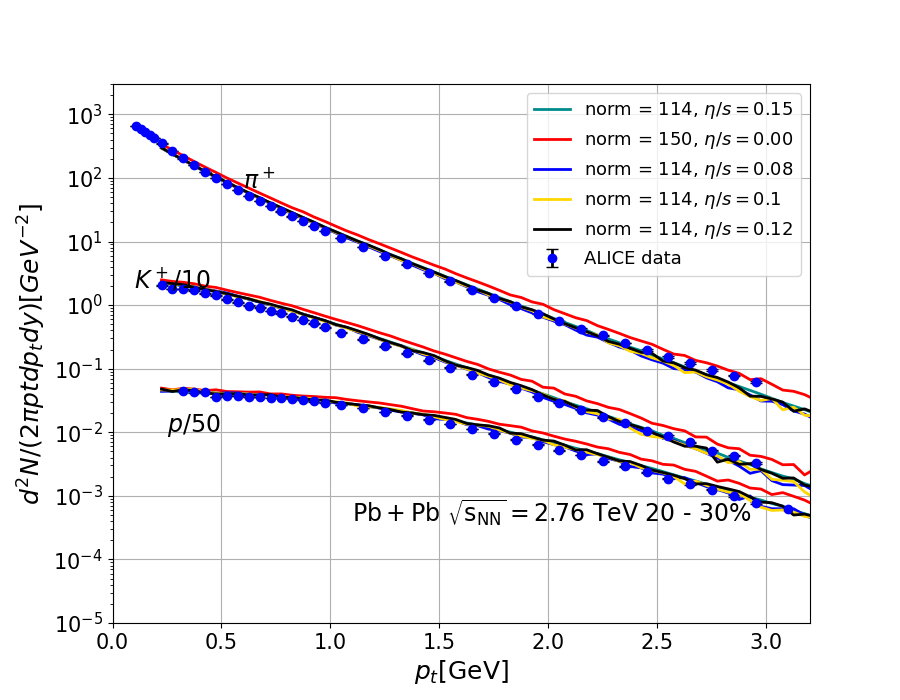 norm = 114, η/s = 0.15
norm = 150, η/s = 0.00
norm = 114, η/s = 0.08
norm = 114, η/s = 0.1
norm = 114, η/s = 0.12
ALICE data
π⁺
K⁺/10
p/50
Pb + Pb √s_NN = 2.76 TeV 20 - 30%
d²N/(2πptdp_tdy)[GeV⁻²]
10³
10²
10¹
10⁰
10⁻¹
10⁻²
10⁻³
10⁻⁴
10⁻⁵
0.0 0.5 1.0 1.5 2.0 2.5 3.0
p_t[GeV]